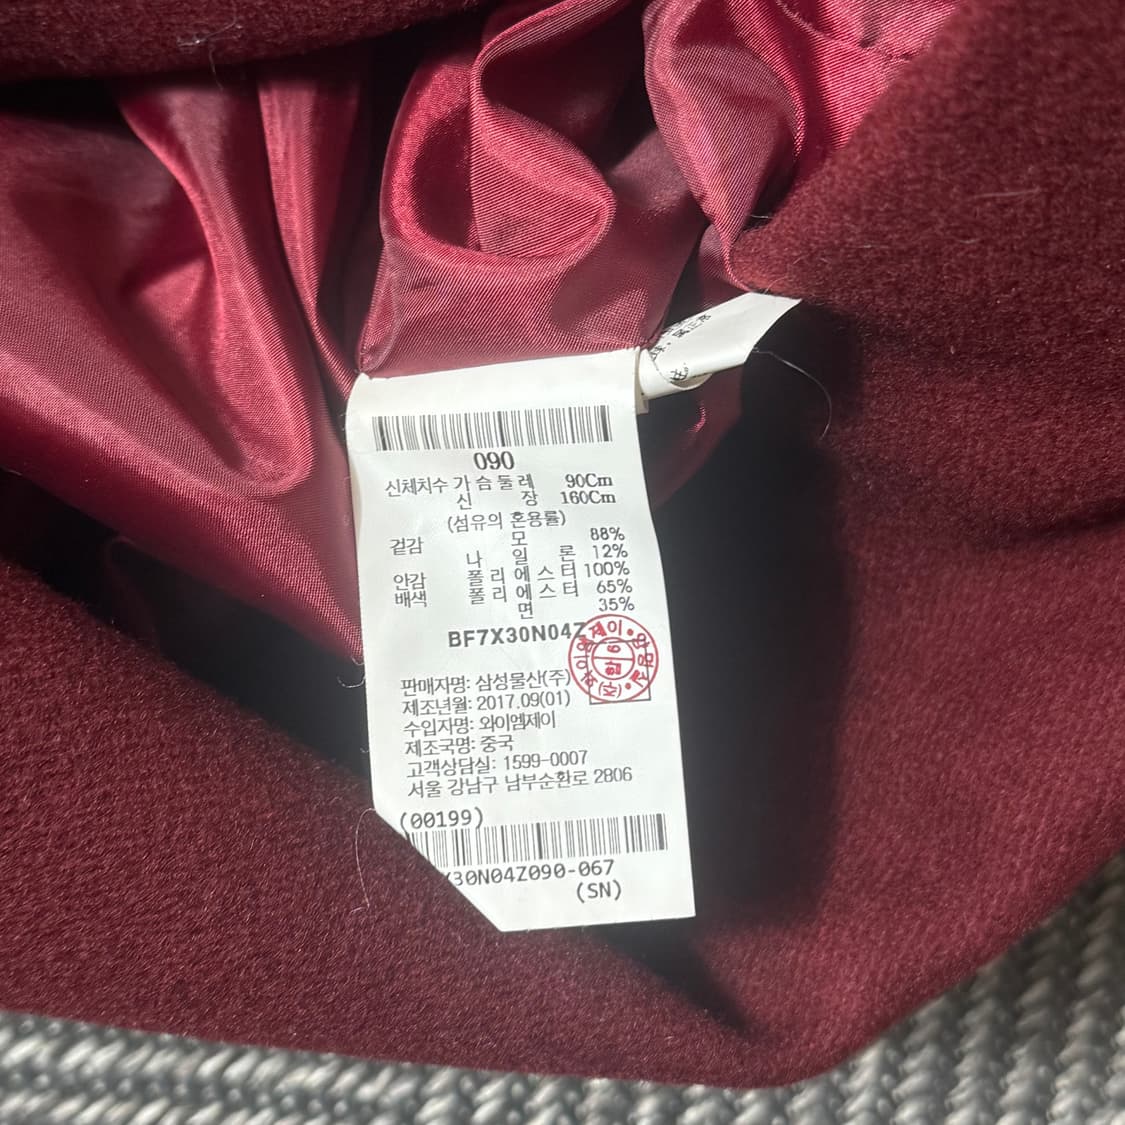 090
신체치수 가 슴 둘 레 90Cm
신 장 160Cm
(섬유의 혼용률)
겉감 모 88%
나 일 론 12%
안감 폴 리 에 스 터 100%
배색 폴 리 에 스 터 65%
면 35%
BF7X30N04Z
판매자명: 삼성물산(주)
제조년월: 2017.09(01)
수입자명: 와이엠제이
제조국명: 중국
고객상담실: 1599-0007
서울 강남구 남부순환로 2806
(00199)
X30N04Z090-067
(SN)